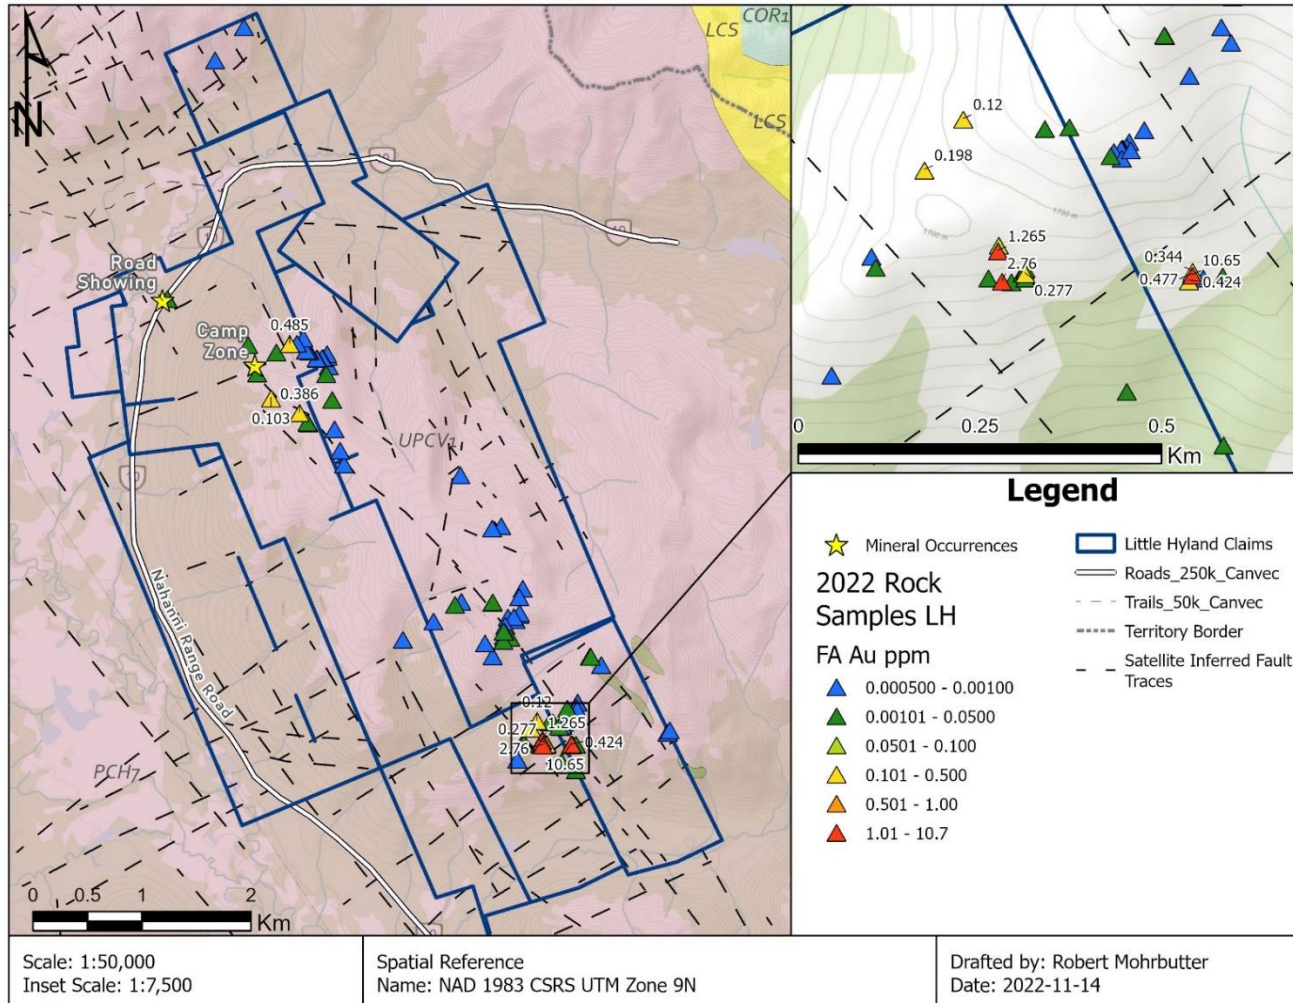 N
COR1
LCS
LCS
10
10
10
Road
Showing
Camp
Zone
0.485
0.386
0.103
UPCV1
10
Nahanni Range Road
PCH7
0.12
0.277
1.265
2.76
0.424
10.65
0 0.5 1 2
Km
0.12
0.198
1700 m
1700 m
1.265
2.76
0.277
0.344
10.65
0.477
0.424
0 0.25 0.5
Km
Legend
Mineral Occurrences
2022 Rock
Samples LH
FA Au ppm
0.000500 - 0.00100
0.00101 - 0.0500
0.0501 - 0.100
0.101 - 0.500
0.501 - 1.00
1.01 - 10.7
Little Hyland Claims
Roads_250k_Canvec
Trails_50k_Canvec
Territory Border
Satellite Inferred Fault
Traces
Scale: 1:50,000
Inset Scale: 1:7,500
Spatial Reference
Name: NAD 1983 CSRS UTM Zone 9N
Drafted by: Robert Mohrbutter
Date: 2022-11-14